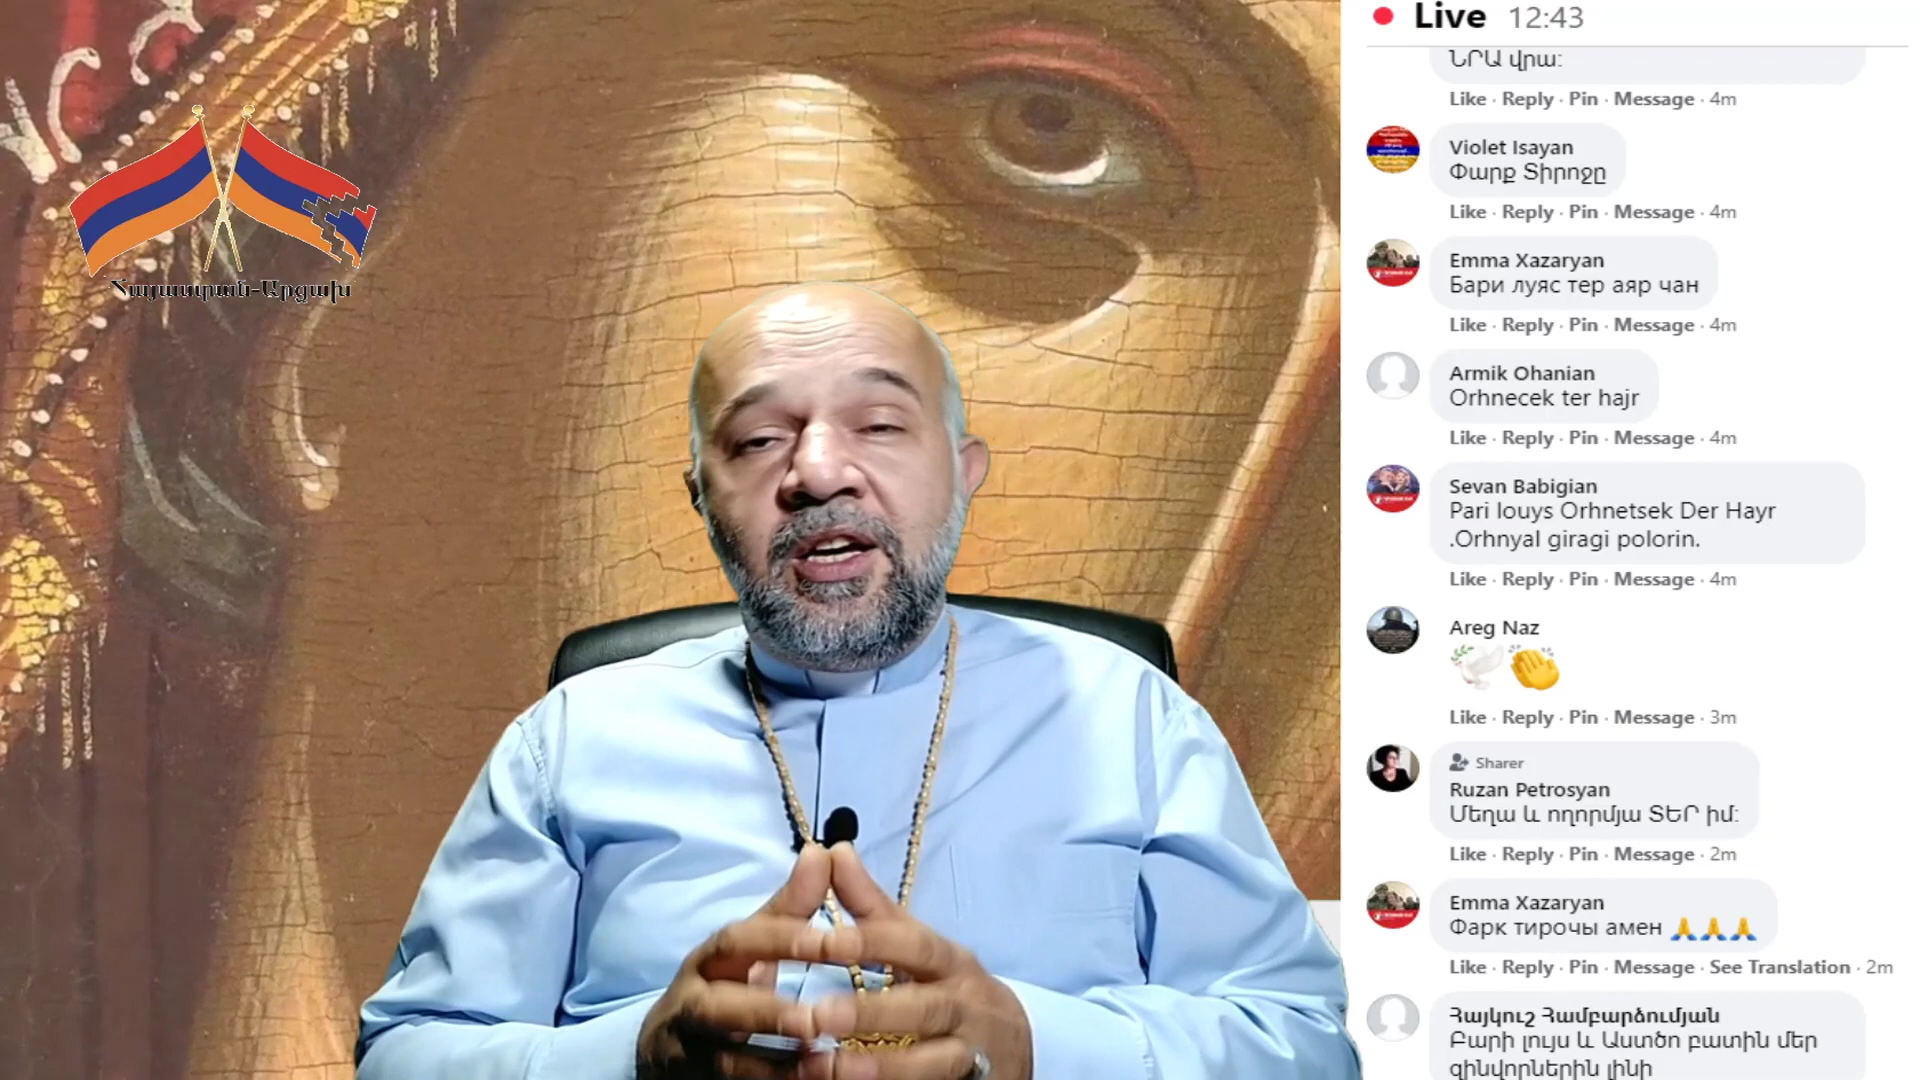 Live 12:43
Հայաստան-Արցախ
ՆՐԱ վրա:
Like · Reply · Pin · Message · 4m
Violet Isayan
Փարք Տիրոջը
Like · Reply · Pin · Message · 4m
Emma Xazaryan
Бари луяс тер аяр чан
Like · Reply · Pin · Message · 4m
Armik Ohanian
Orhnecek ter hajr
Like · Reply · Pin · Message · 4m
Sevan Babigian
Pari louys Orhnetsek Der Hayr
.Orhnyal giragi polorin.
Like · Reply · Pin · Message · 4m
Areg Naz
Like · Reply · Pin · Message · 3m
Sharer
Ruzan Petrosyan
Մեղա և ողորմյա ՏԵՐ իմ:
Like · Reply · Pin · Message · 2m
Emma Xazaryan
Фарк тирочы амен 🙏🙏🙏
Like · Reply · Pin · Message · See Translation · 2m
Հայկուշ Համբարձումյան
Բարի լույս և Աստծո բատին մեր
զինվորներին լինի